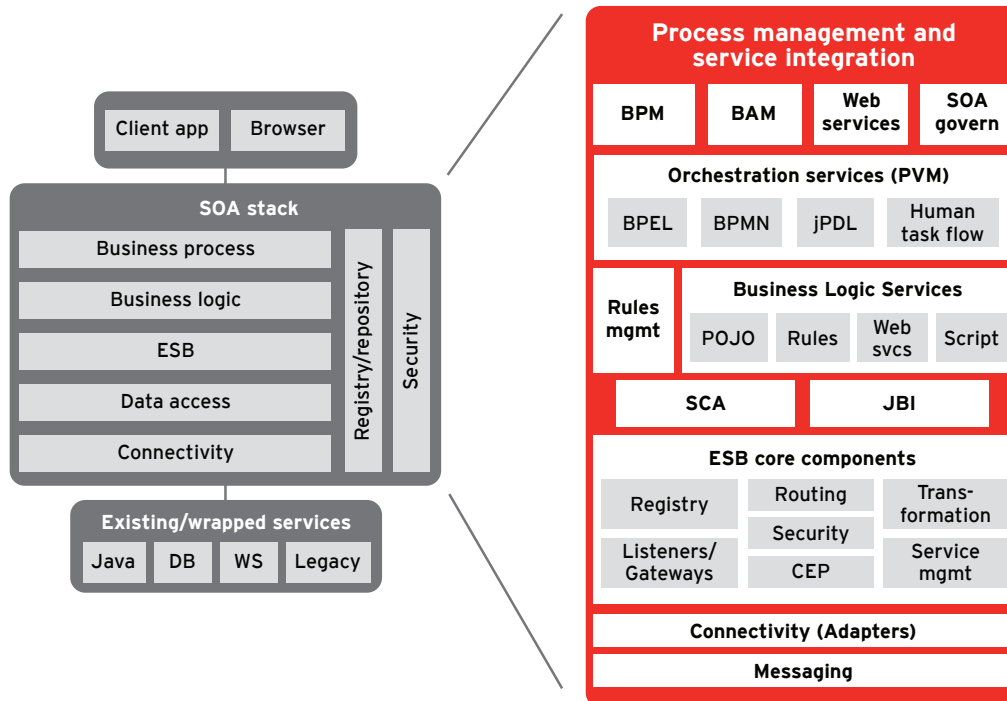 Client app
Browser
SOA stack
Business process
Business logic
ESB
Data access
Connectivity
Registry/repository
Security
Existing/wrapped services
Java
DB
WS
Legacy
Process management and
service integration
BPM
BAM
Web
services
SOA
govern
Orchestration services (PVM)
BPEL
BPMN
jPDL
Human
task flow
Rules
mgmt
Business Logic Services
POJO
Rules
Web
svcs
Script
SCA
JBI
ESB core components
Registry
Routing
Trans-
formation
Security
Listeners/
Gateways
CEP
Service
mgmt
Connectivity (Adapters)
Messaging